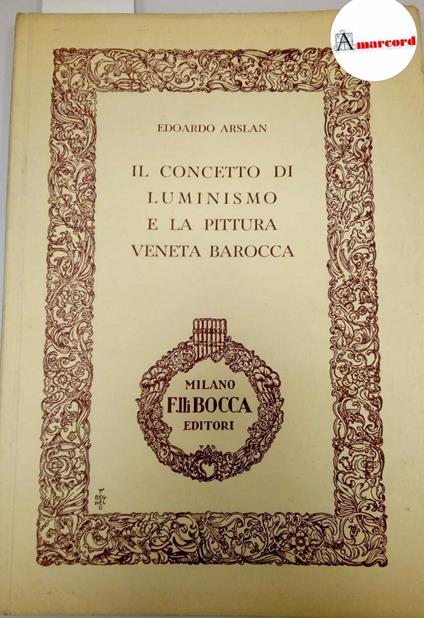 Amarcord
EDOARDO ARSLAN
IL CONCETTO DI
LUMINISMO
E LA PITTURA
VENETA BAROCCA
MILANO
F.lli BOCCA
EDITORI